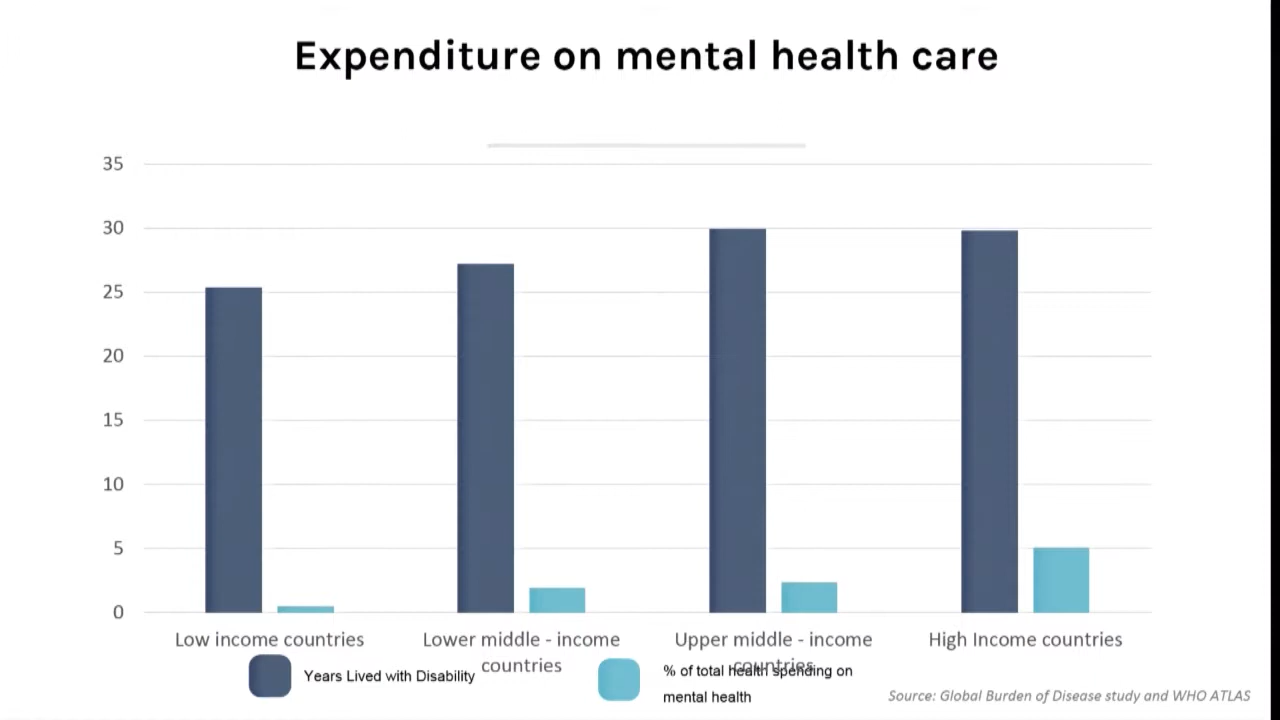 Expenditure on mental health care
35
30
25
20
15
10
5
0
Low income countries
Lower middle - income
countries
Upper middle - income
countries
High Income countries
Years Lived with Disability
% of total health spending on
mental health
Source: Global Burden of Disease study and WHO ATLAS